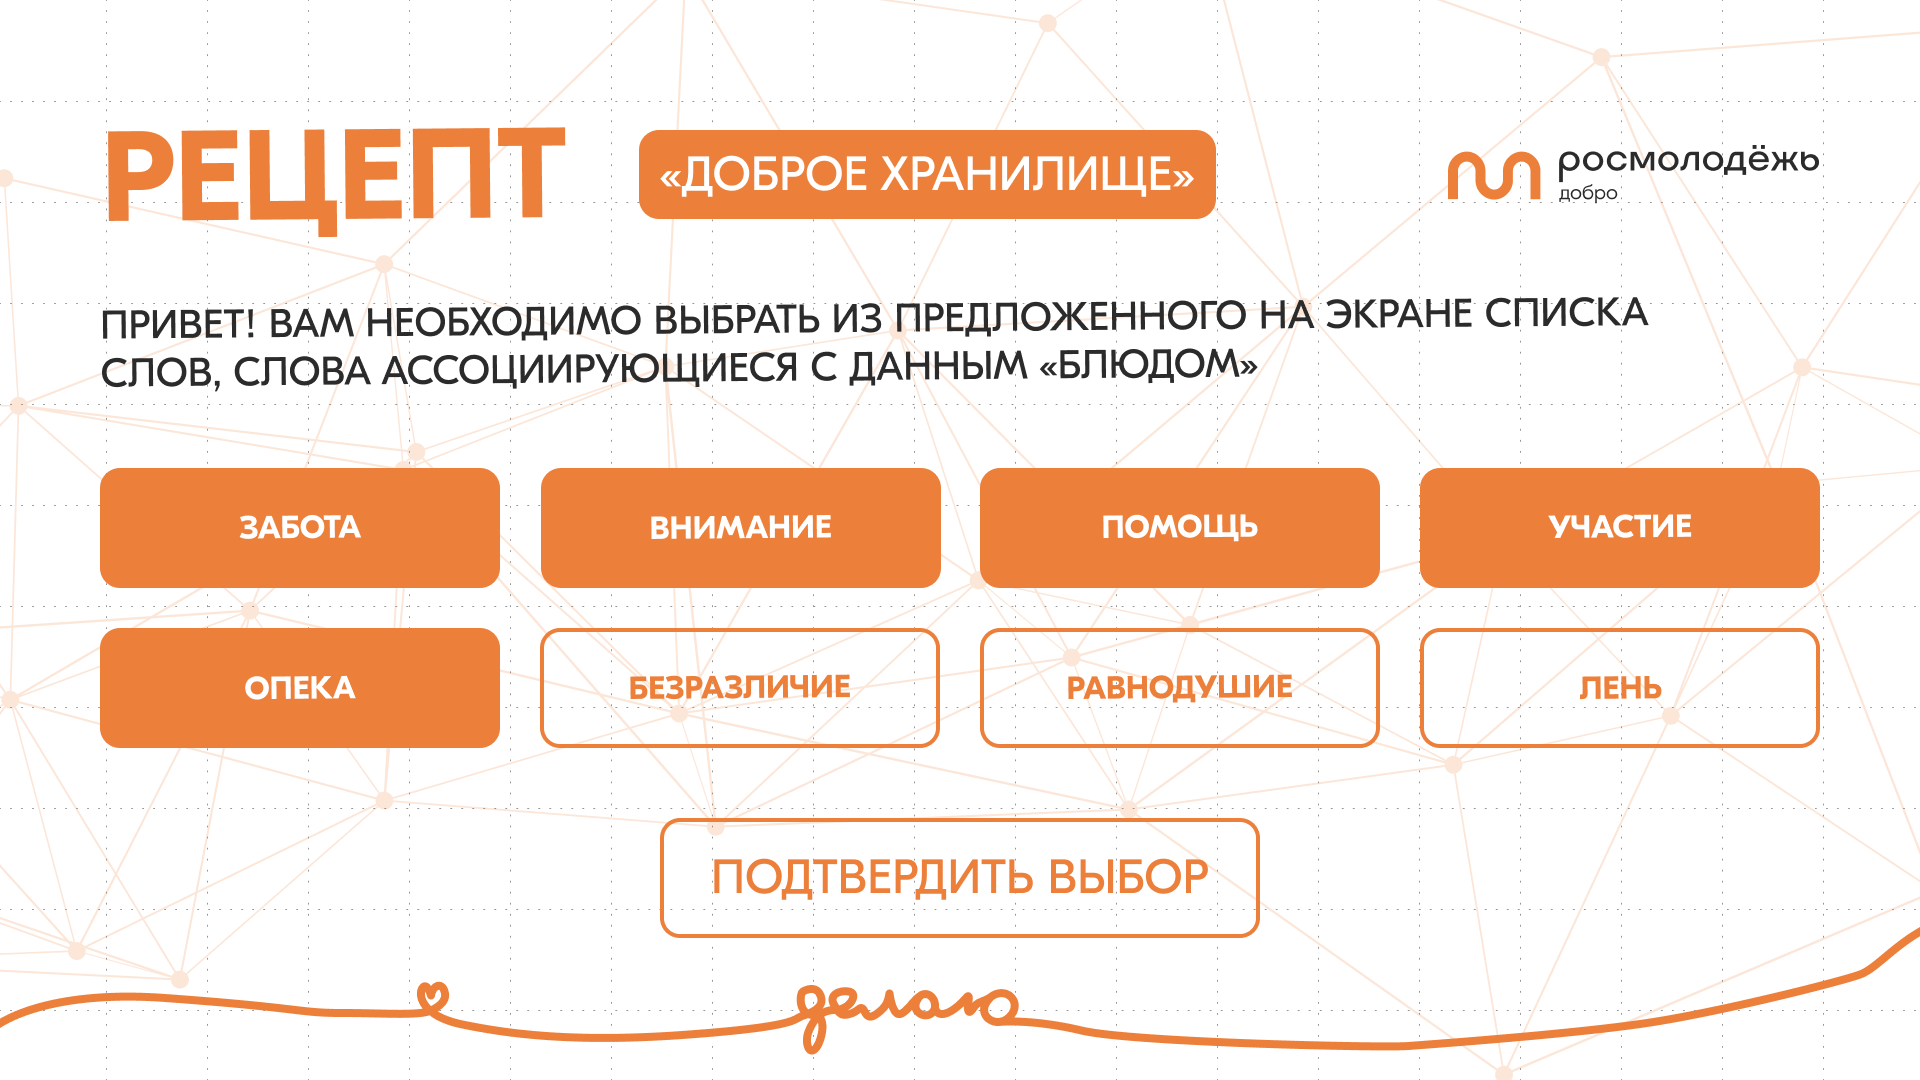 РЕЦЕПТ
«ДОБРОЕ ХРАНИЛИЩЕ»
росмолодёжь
добро
ПРИВЕТ! ВАМ НЕОБХОДИМО ВЫБРАТЬ ИЗ ПРЕДЛОЖЕННОГО НА ЭКРАНЕ СПИСКА
СЛОВ, СЛОВА АССОЦИИРУЮЩИЕСЯ С ДАННЫМ «БЛЮДОМ»
ЗАБОТА
ВНИМАНИЕ
ПОМОЩЬ
УЧАСТИЕ
ОПЕКА
БЕЗРАЗЛИЧИЕ
РАВНОДУШИЕ
ЛЕНЬ
ПОДТВЕРДИТЬ ВЫБОР
делаю